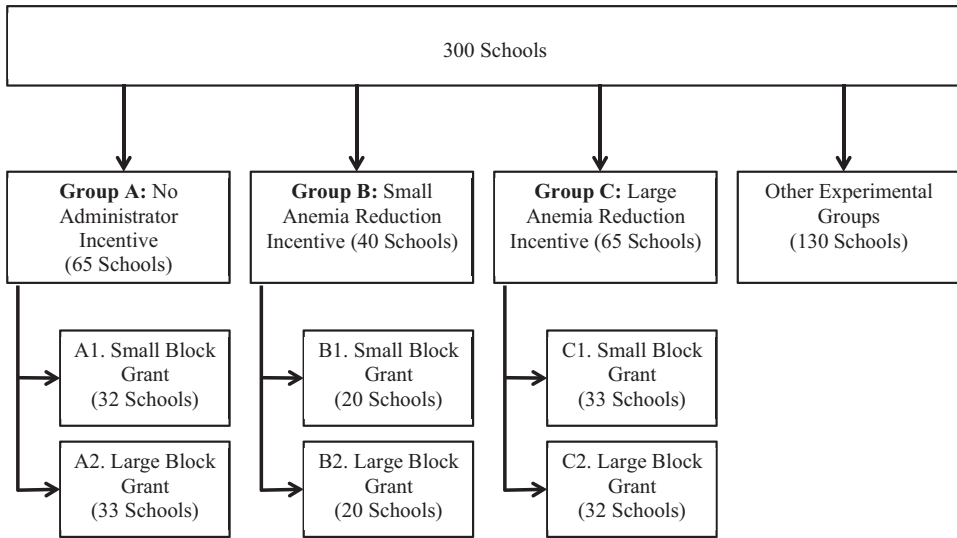 300 Schools
Group A: No
Administrator
Incentive
(65 Schools)
Group B: Small
Anemia Reduction
Incentive (40 Schools)
Group C: Large
Anemia Reduction
Incentive (65 Schools)
Other Experimental
Groups
(130 Schools)
A1. Small Block
Grant
(32 Schools)
B1. Small Block
Grant
(20 Schools)
C1. Small Block
Grant
(33 Schools)
A2. Large Block
Grant
(33 Schools)
B2. Large Block
Grant
(20 Schools)
C2. Large Block
Grant
(32 Schools)